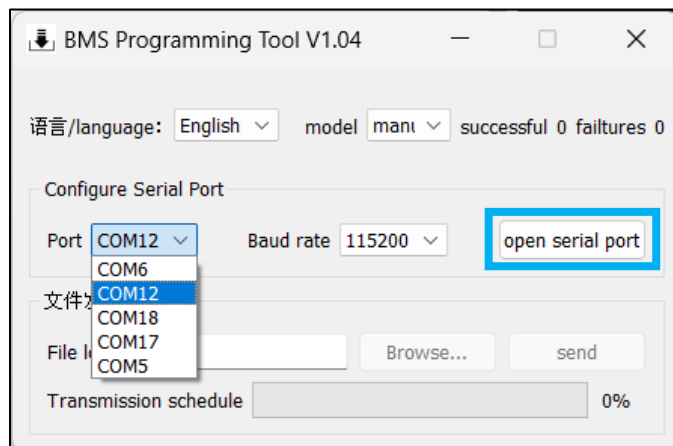 BMS Programming Tool V1.04
语言/language: English model manu successful 0 failtures 0
Configure Serial Port
Port COM12 Baud rate 115200 open serial port
COM6
COM12
COM18
COM17
COM5
文件
File Browse... send
Transmission schedule 0%